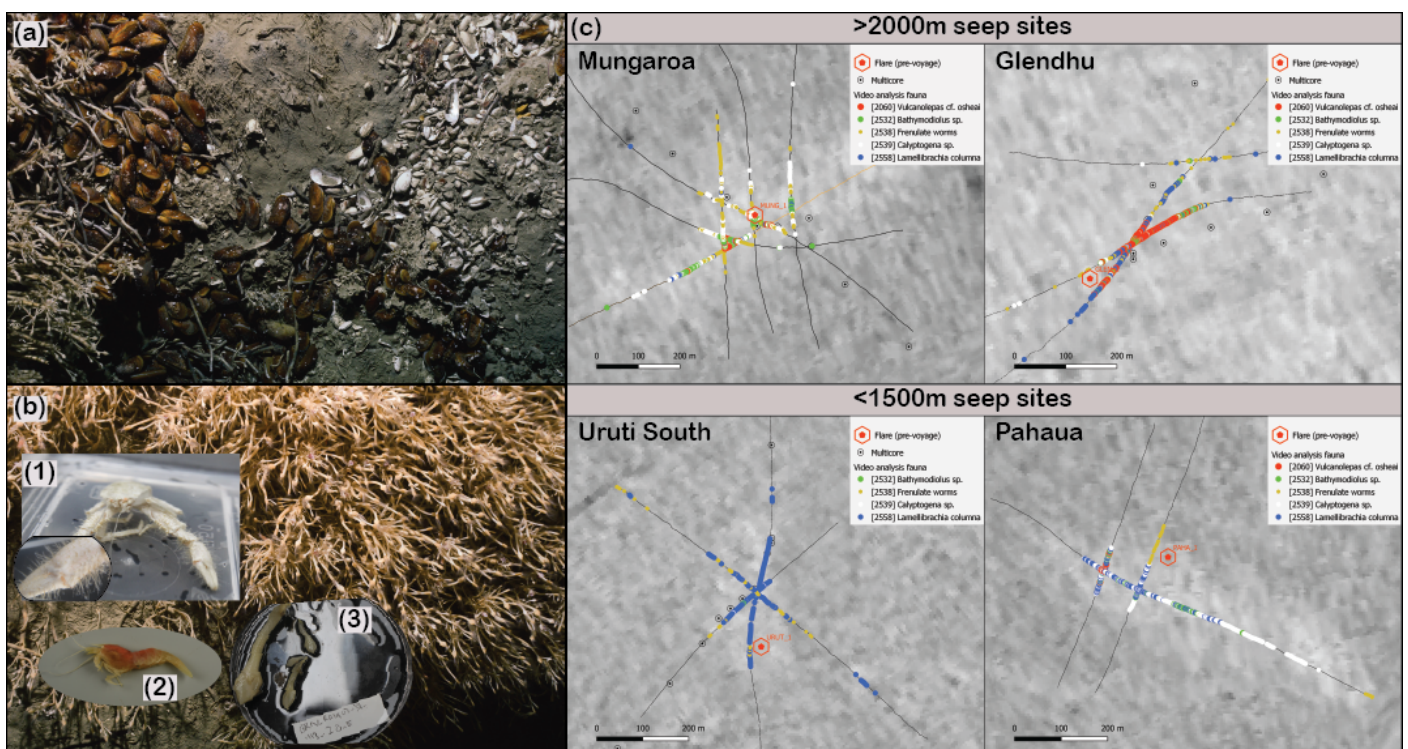 (a)
(b)
(1)
(2)
(3)
(c)
>2000m seep sites
Mungaroa
Flare (pre-voyage)
Multicore
Video analysis fauna
[2060] Vulcanolepas cf. osheai
[2532] Bathymodiolus sp.
[2538] Frenulate worms
[2539] Calyptogena sp.
[2558] Lamellibrachia columna
MUNG_1
0 100 200 m
Glendhu
Flare (pre-voyage)
Multicore
Video analysis fauna
[2060] Vulcanolepas cf. osheai
[2532] Bathymodiolus sp.
[2538] Frenulate worms
[2539] Calyptogena sp.
[2558] Lamellibrachia columna
0 100 200 m
<1500m seep sites
Uruti South
Flare (pre-voyage)
Multicore
Video analysis fauna
[2532] Bathymodiolus sp.
[2538] Frenulate worms
[2539] Calyptogena sp.
[2558] Lamellibrachia columna
URUT_1
0 100 200 m
Pahaua
Flare (pre-voyage)
Multicore
Video analysis fauna
[2060] Vulcanolepas cf. osheai
[2532] Bathymodiolus sp.
[2538] Frenulate worms
[2539] Calyptogena sp.
[2558] Lamellibrachia columna
0 100 200 m